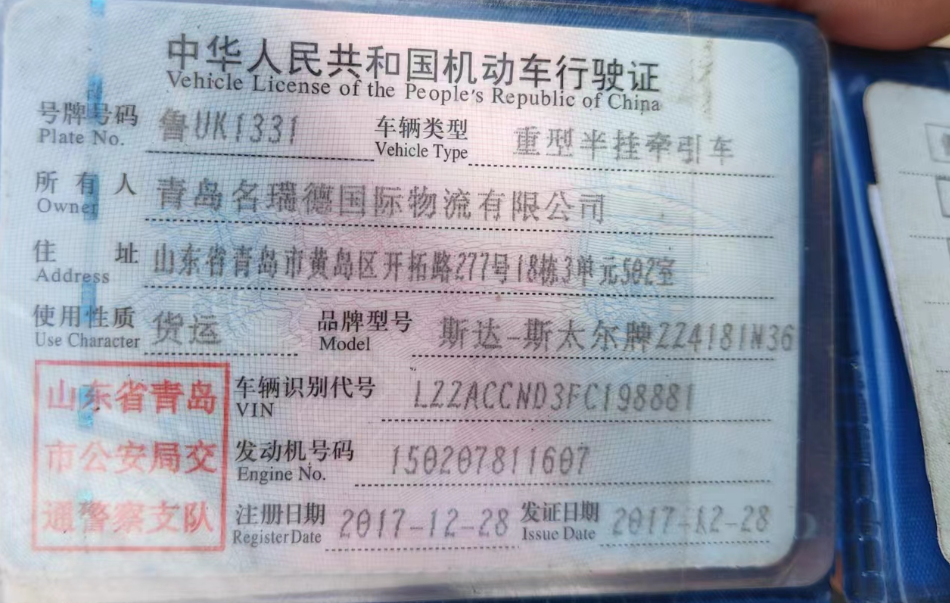 中华人民共和国机动车行驶证
Vehicle License of the People's Republic of China
号牌号码 鲁UK1331 车辆类型 重型半挂牵引车
Plate No. Vehicle Type
所有人 青岛名瑞德国际物流有限公司
Owner
住址 山东省青岛市黄岛区开拓路277号18栋3单元502室
Address
使用性质 货运 品牌型号 斯达-斯太尔牌ZZ4181N36
Use Character Model
车辆识别代号 LZZACCND3FC198881
VIN
发动机号码 150207811607
Engine No.
注册日期 2017-12-28 发证日期 2017-12-28
Register Date Issue Date
山东省青岛
市公安局交
通警察支队